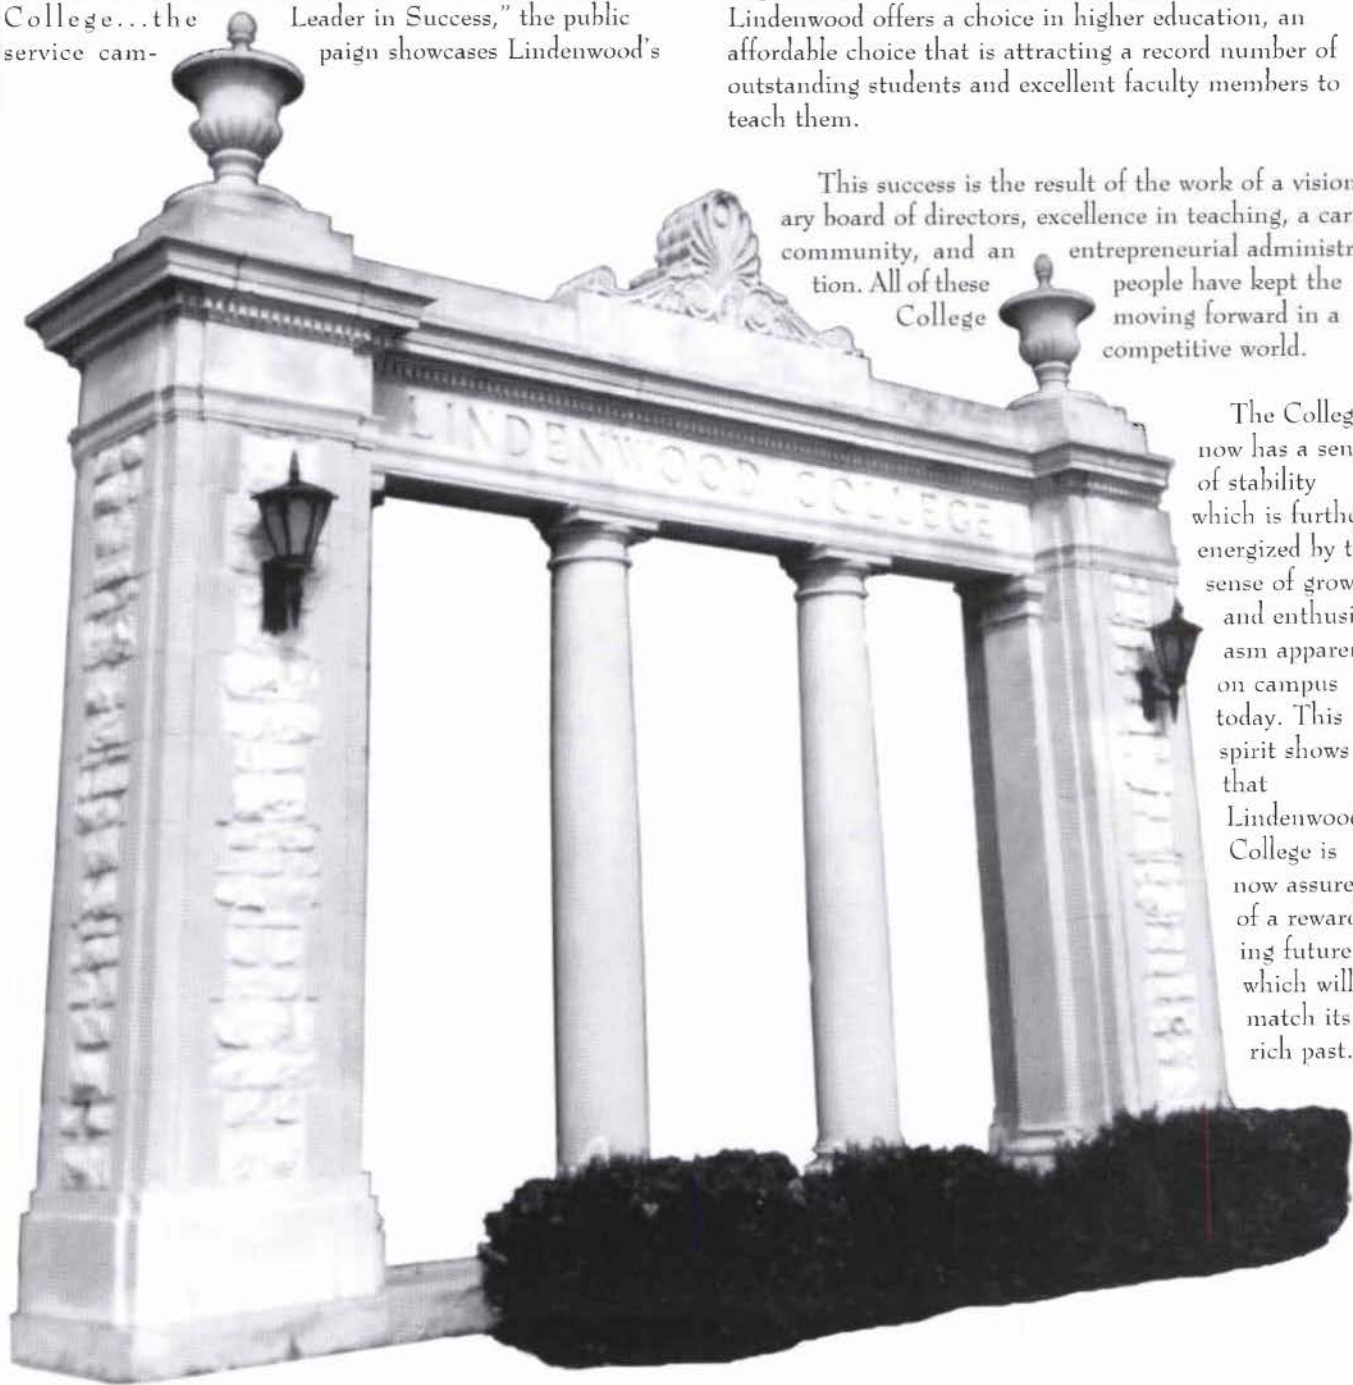 College...the Leader in Success,” the public
service cam- paign showcases Lindenwood's
Lindenwood offers a choice in higher education, an
affordable choice that is attracting a record number of
outstanding students and excellent faculty members to
teach them.
This success is the result of the work of a vision
ary board of directors, excellence in teaching, a car
community, and an entrepreneurial administr
tion. All of these people have kept the
College moving forward in a
competitive world.
The Colleg
now has a sen
of stability
which is furthe
energized by t
sense of grow
and enthusi
asm appare
on campus
today. This
spirit shows
that
Lindenwood
College is
now assure
of a reward
ing future
which will
match its
rich past.
LINDENWOOD COLLEGE